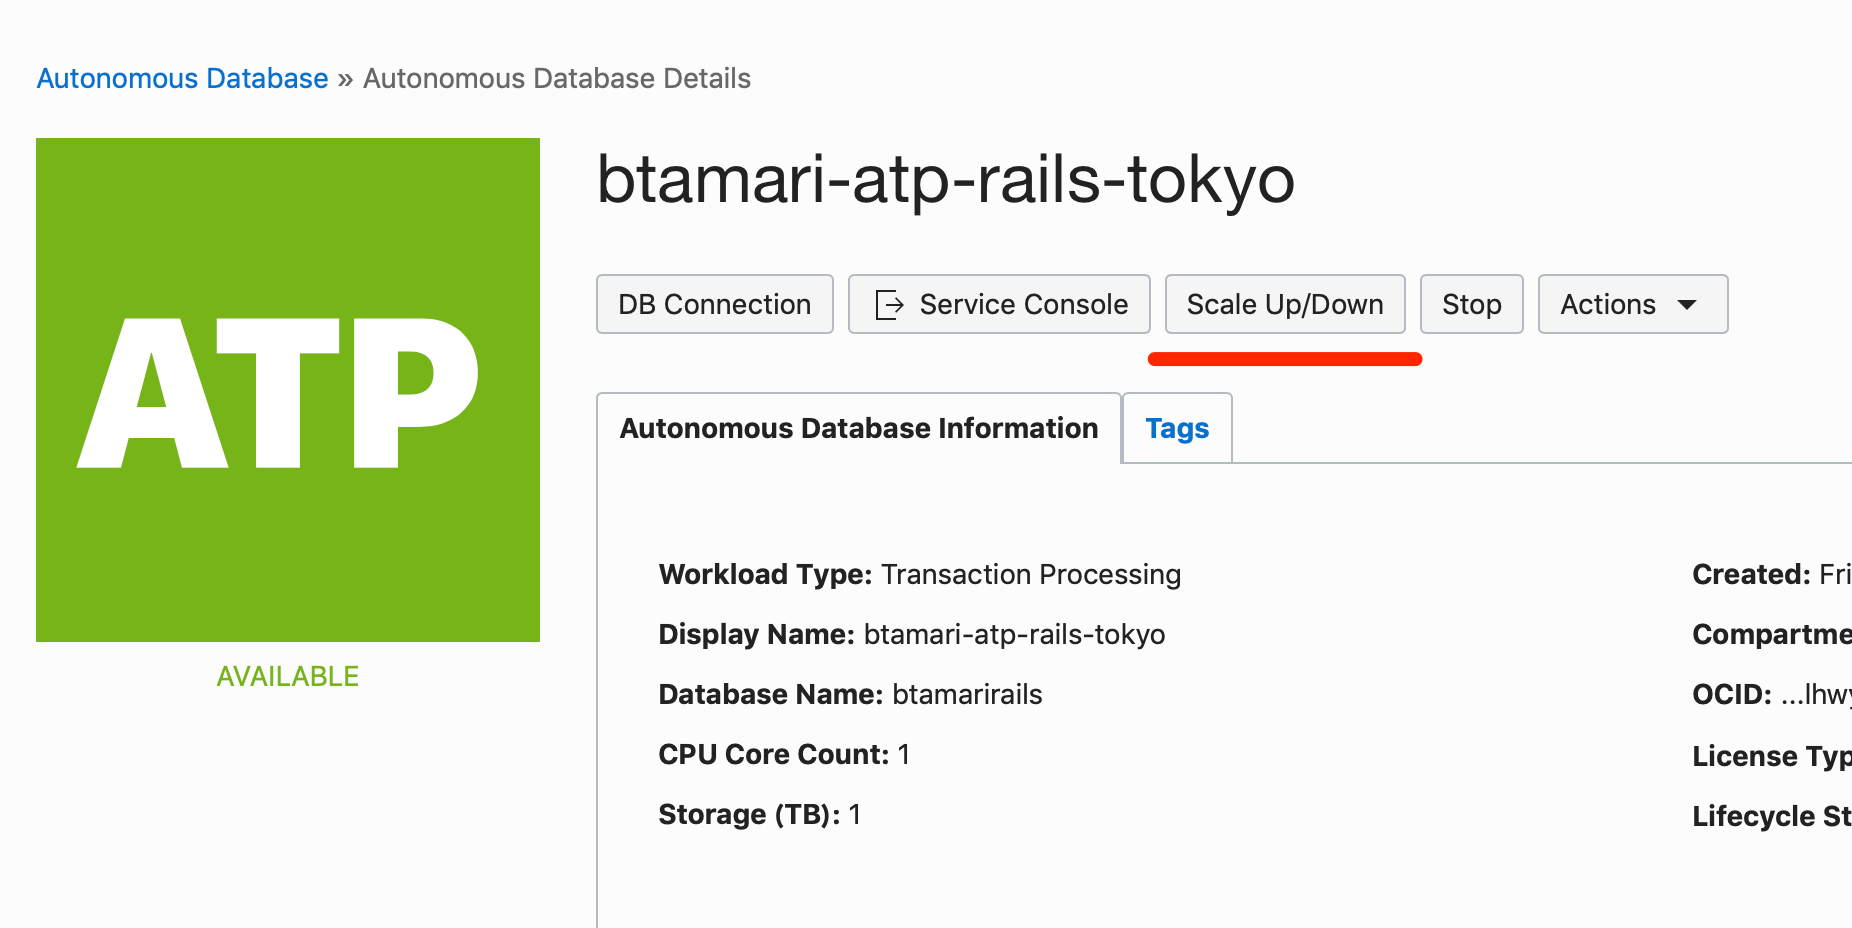 Autonomous Database » Autonomous Database Details
ATP
AVAILABLE
btamari-atp-rails-tokyo
DB Connection Service Console Scale Up/Down Stop Actions
Autonomous Database Information Tags
Workload Type: Transaction Processing
Display Name: btamari-atp-rails-tokyo
Database Name: btamarirails
CPU Core Count: 1
Storage (TB): 1
Created: Fri
Compartme
OCID: ...lhwy
License Typ
Lifecycle St